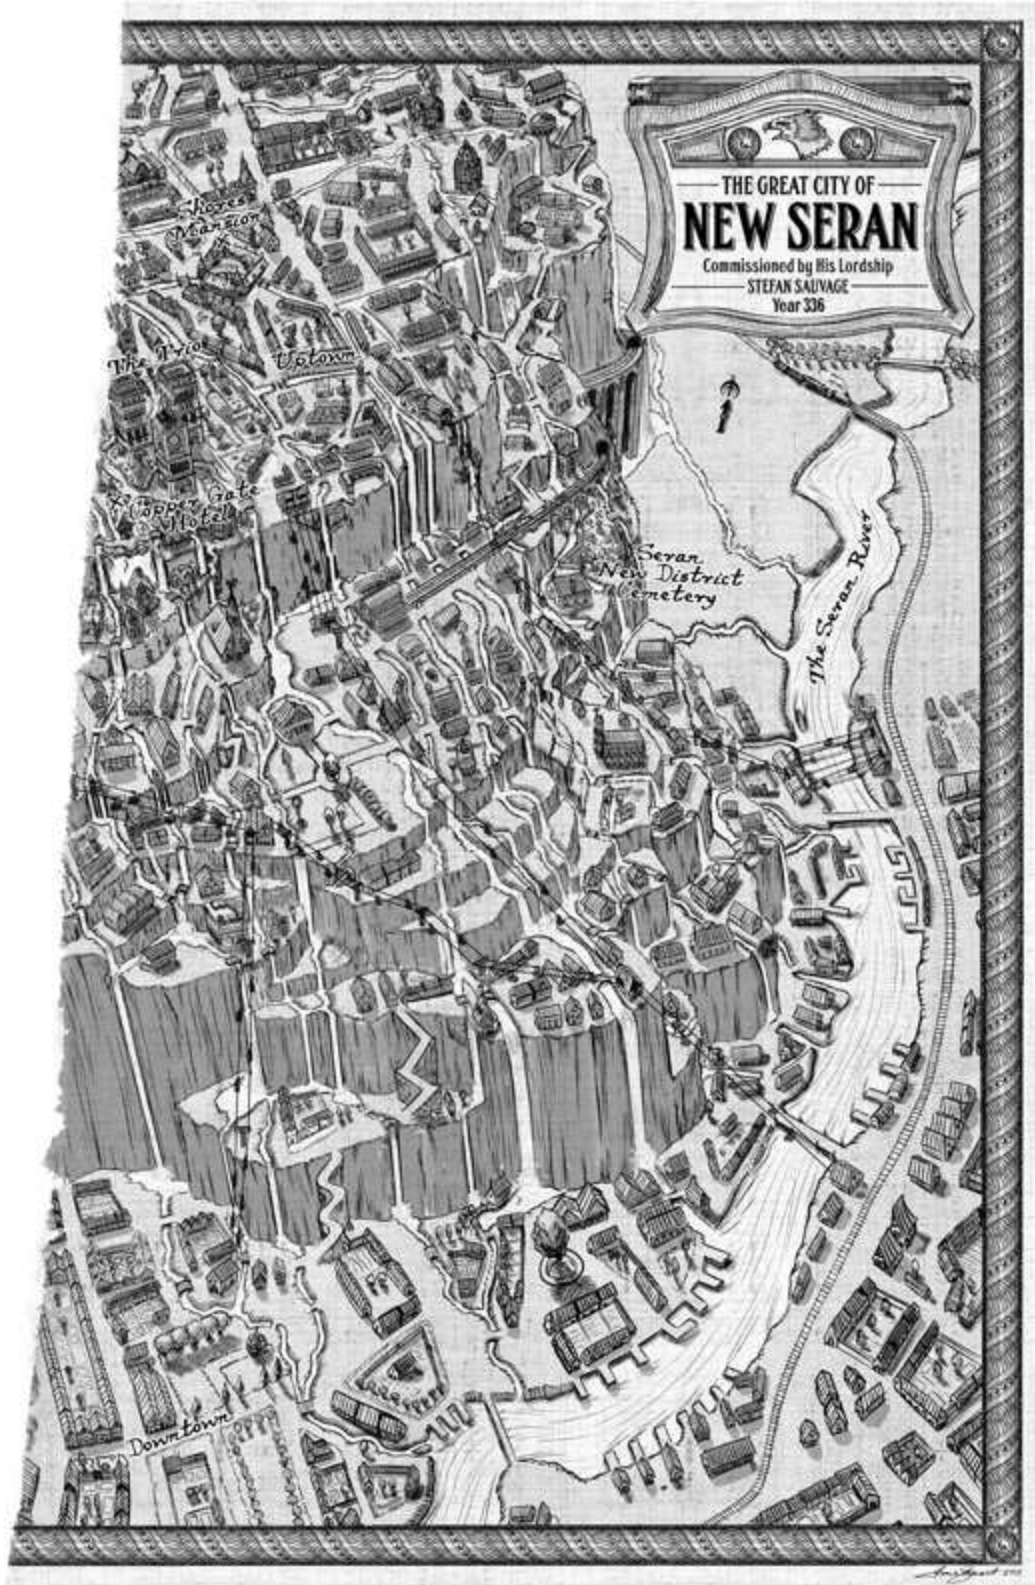 THE GREAT CITY OF
NEW SERAN
Commissioned by His Lordship
STEFAN SAUVAGE
Year 336
Shores
Mansion
The Trio
Uptown
Copper Gate
Hotel
Seran
New District
Cemetery
The Seran River
Downtown